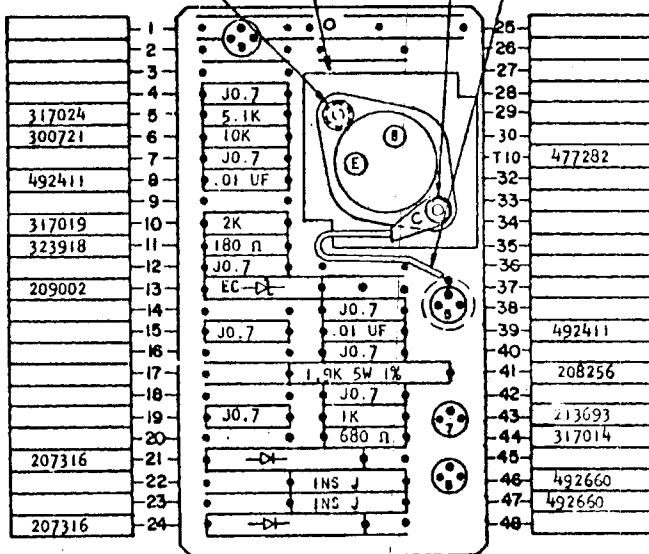 1 25
2 26
3 27
4 J0.7 28
317024 5 5.1K 29
300721 6 10K B 30
7 J0.7 E T10 477282
492411 8 .01 UF 32
9 33
317019 10 2K C 34
323918 11 180 Ω 35
12 J0.7 36
209002 13 EC 37
14 J0.7 38
15 J0.7 .01 UF 39 492411
16 J0.7 40
17 1.9K 5W 1% 41 208256
18 J0.7 42
19 J0.7 1K 7 43 213693
20 680 Ω 44 317014
207316 21 45
22 INS J 46 492660
23 INS J 47 492660
207316 24 48